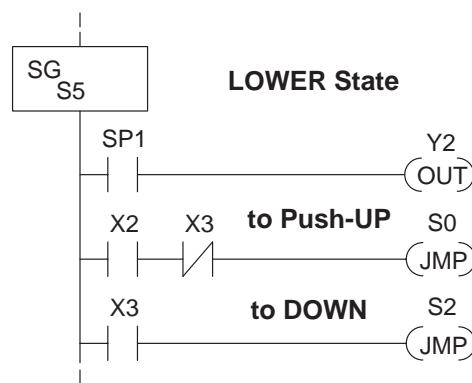 SG
S5
LOWER State
SP1
Y2
OUT
X2
X3
to Push-UP
S0
JMP
X3
to DOWN
S2
JMP